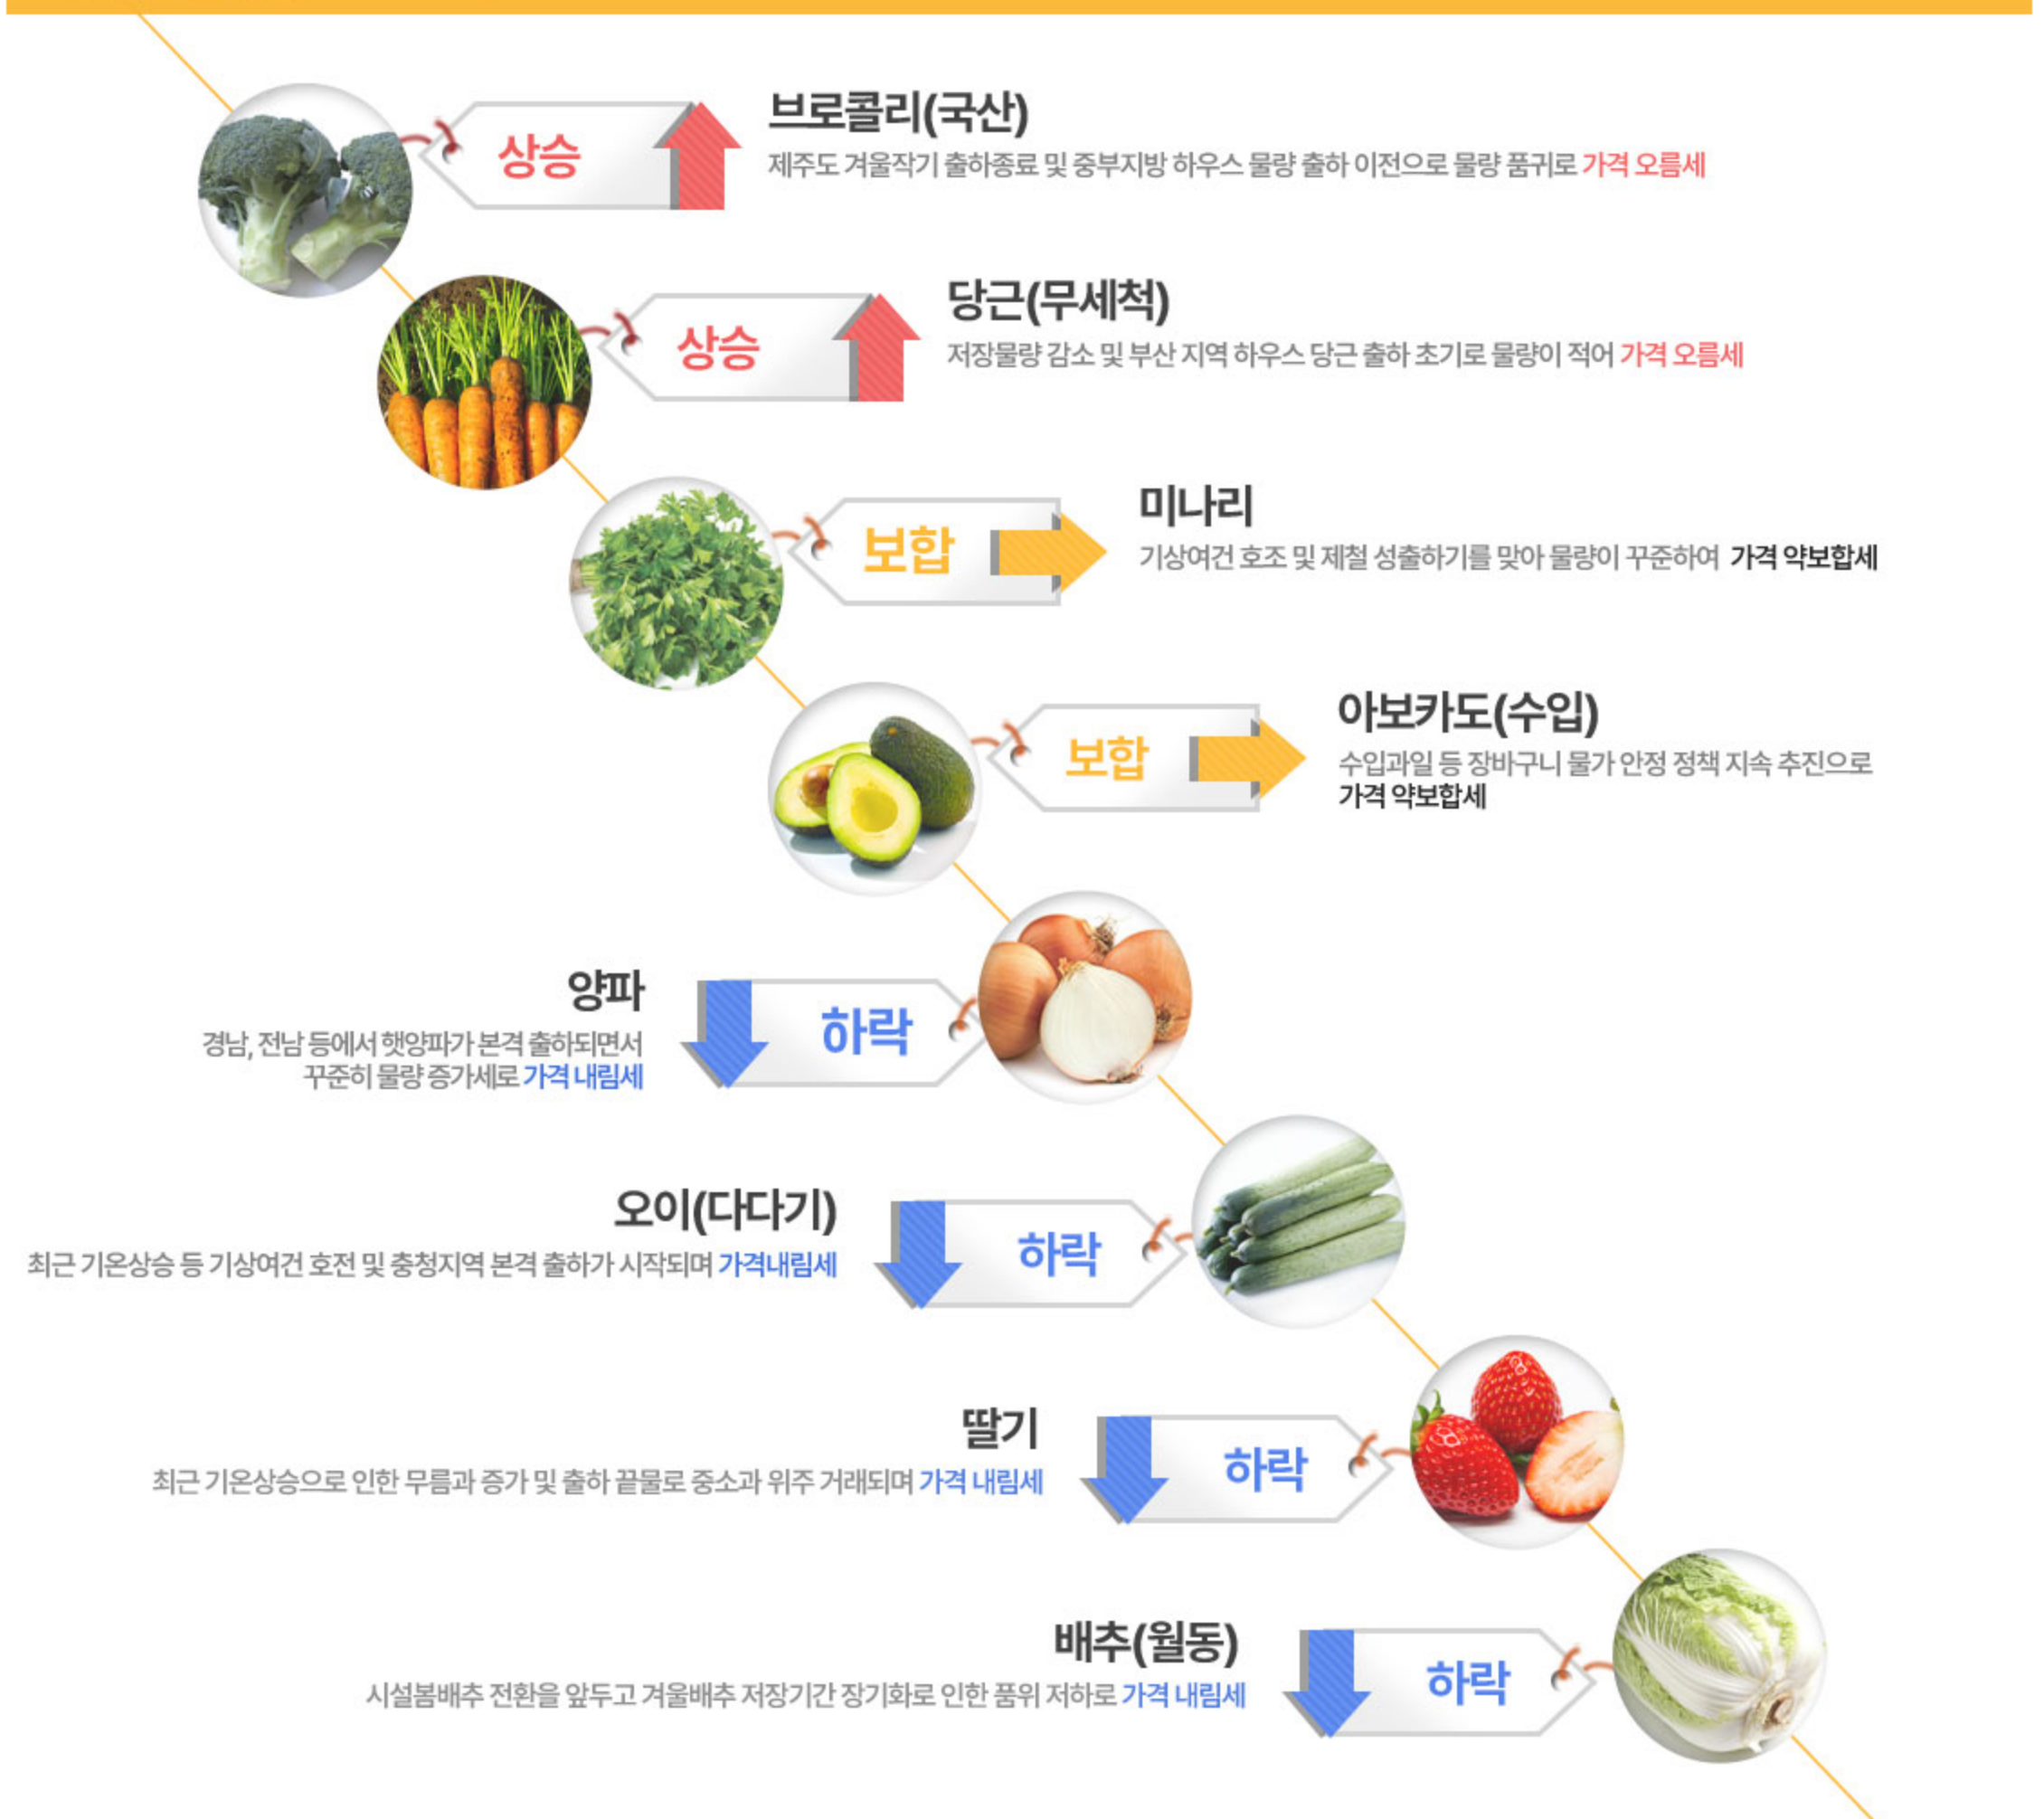 브로콜리(국산)
상승
제주도 겨울작기 출하종료 및 중부지방 하우스 물량 출하 이전으로 물량 품귀로 가격 오름세
당근(무세척)
상승
저장물량 감소 및 부산 지역 하우스 당근 출하 초기로 물량이 적어 가격 오름세
미나리
보합
기상여건 호조 및 제철 성출하기를 맞아 물량이 꾸준하여 가격 약보합세
아보카도(수입)
보합
수입과일 등 장바구니 물가 안정 정책 지속 추진으로
가격 약보합세
양파
하락
경남, 전남 등에서 햇양파가 본격 출하되면서
꾸준히 물량 증가세로 가격 내림세
오이(다다기)
하락
최근 기온상승 등 기상여건 호전 및 충청지역 본격 출하가 시작되며 가격내림세
딸기
하락
최근 기온상승으로 인한 무름과 증가 및 출하 끝물로 중소과 위주 거래되며 가격 내림세
배추(월동)
하락
시설봄배추 전환을 앞두고 겨울배추 저장기간 장기화로 인한 품위 저하로 가격 내림세